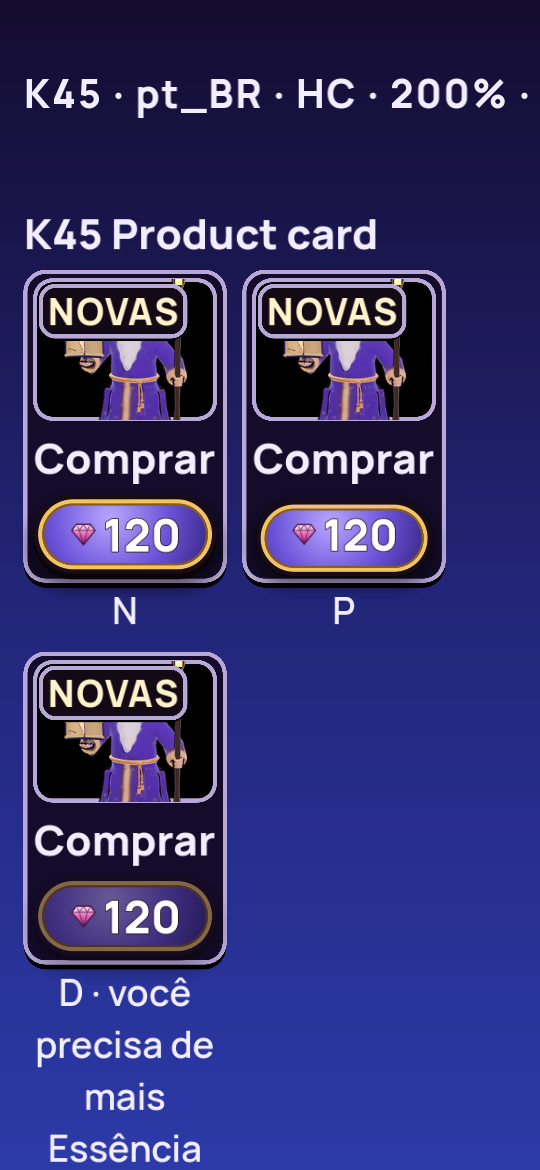 K45 · pt_BR · HC · 200% ·
K45 Product card
NOVAS
NOVAS
Comprar
Comprar
120
120
N
P
NOVAS
Comprar
120
D · você
precisa de
mais
Essência